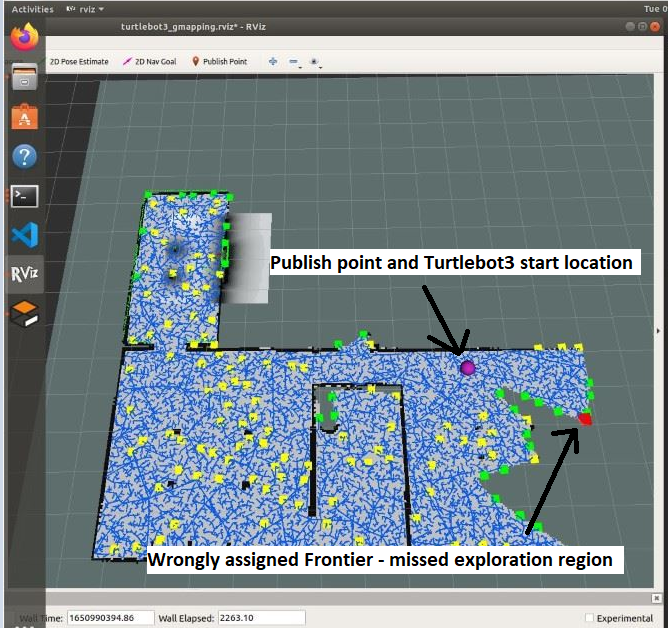 Activities
rviz
Tue 0
turtlebot3_gmapping.rviz* - RViz
2D Pose Estimate
2D Nav Goal
Publish Point
RViz
Publish point and Turtlebot3 start location
Wrongly assigned Frontier - missed exploration region
Wall Time: 1650990394.86
Wall Elapsed: 2263.10
Experimental